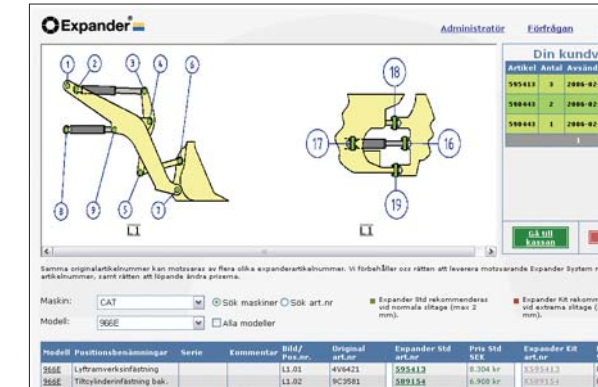 Expander
Administratör Förfrågan
Din kundv
Artikel Antal Avsänd
595413 3 2006-02
590443 2 2006-02
590443 1 2006-02
1
1 2 3 4 6
8 9 5 7
L1
18
17 16
19
L1
Gå till
kassan
Samma originalartikelnummer kan motsvaras av flera olika expanderartikelnummer. Vi förbehåller oss rätten att leverera motsvarande Expander System
artikelnummer, samt rätten att löpande ändra priserna.
Maskin: CAT Sök maskiner Sök art.nr
Modell: 966E Alla modeller
Expander Std rekommenderas
vid normala slitage (max 2
mm).
Expander Kit rekomm
vid extrema slitage (
mm).
Modell Positionsbenämningar Serie Kommentar Bild/Pos.nr. Original art.nr Expander Std art.nr Pris Std SEK Expander Kit art.nr
966E Lyftramverksinfästning L1.01 4V6421 595413 8.304 kr X595413
966E Tiltcylinderinfästning bak. L1.02 9C3581 589154 6.908 kr X589154